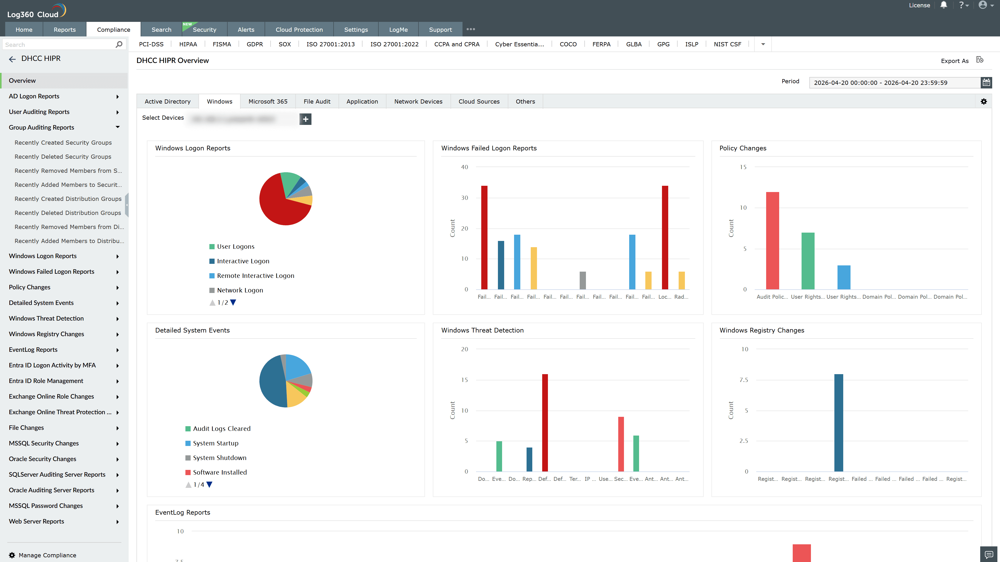 License
?
Log360 Cloud
Home
Reports
Compliance
Search
NEW
Security
Alerts
Cloud Protection
Settings
LogMe
Support
Search
PCI-DSS
HIPAA
FISMA
GDPR
SOX
ISO 27001:2013
ISO 27001:2022
CCPA and CPRA
Cyber Essentia...
COCO
FERPA
GLBA
GPG
ISLP
NIST CSF
DHCC HIPR
Overview
AD Logon Reports
User Auditing Reports
Group Auditing Reports
Recently Created Security Groups
Recently Deleted Security Groups
Recently Removed Members from S...
Recently Added Members to Securit...
Recently Created Distribution Groups
Recently Deleted Distribution Groups
Recently Removed Members from Di...
Recently Added Members to Distribu...
Windows Logon Reports
Windows Failed Logon Reports
Policy Changes
Detailed System Events
Windows Threat Detection
Windows Registry Changes
EventLog Reports
Entra ID Logon Activity by MFA
Entra ID Role Management
Exchange Online Role Changes
Exchange Online Threat Protection ...
File Changes
MSSQL Security Changes
Oracle Security Changes
SQLServer Auditing Server Reports
Oracle Auditing Server Reports
MSSQL Password Changes
Web Server Reports
Manage Compliance
DHCC HIPR Overview
Export As
Period
2026-04-20 00:00:00 - 2026-04-20 23:59:59
Active Directory
Windows
Microsoft 365
File Audit
Application
Network Devices
Cloud Sources
Others
Select Devices
Windows Logon Reports
User Logons
Interactive Logon
Remote Interactive Logon
Network Logon
1/2
Windows Failed Logon Reports
40
30
20
10
0
Count
Fail... Fail... Fail... Fail... Fail... Fail... Fail... Fail... Fail... Fail... Fail... Loc... Rad...
Policy Changes
15
10
5
0
Count
Audit Polic... User Rights... User Rights... Domain Pol... Domain Pol... Domain Pol...
Detailed System Events
Audit Logs Cleared
System Startup
System Shutdown
Software Installed
1/4
Windows Threat Detection
20
15
10
5
0
Count
Do... Eve... Do... Rep... Def... Def... Ter... IP ... Use... Sec... Eve... Ant... Ant... Ant...
Windows Registry Changes
10
7.5
5
2.5
0
Count
Regist... Regist... Regist... Regist... Failed ... Failed ... Failed ... Failed ... Regist...
EventLog Reports
10
7.5